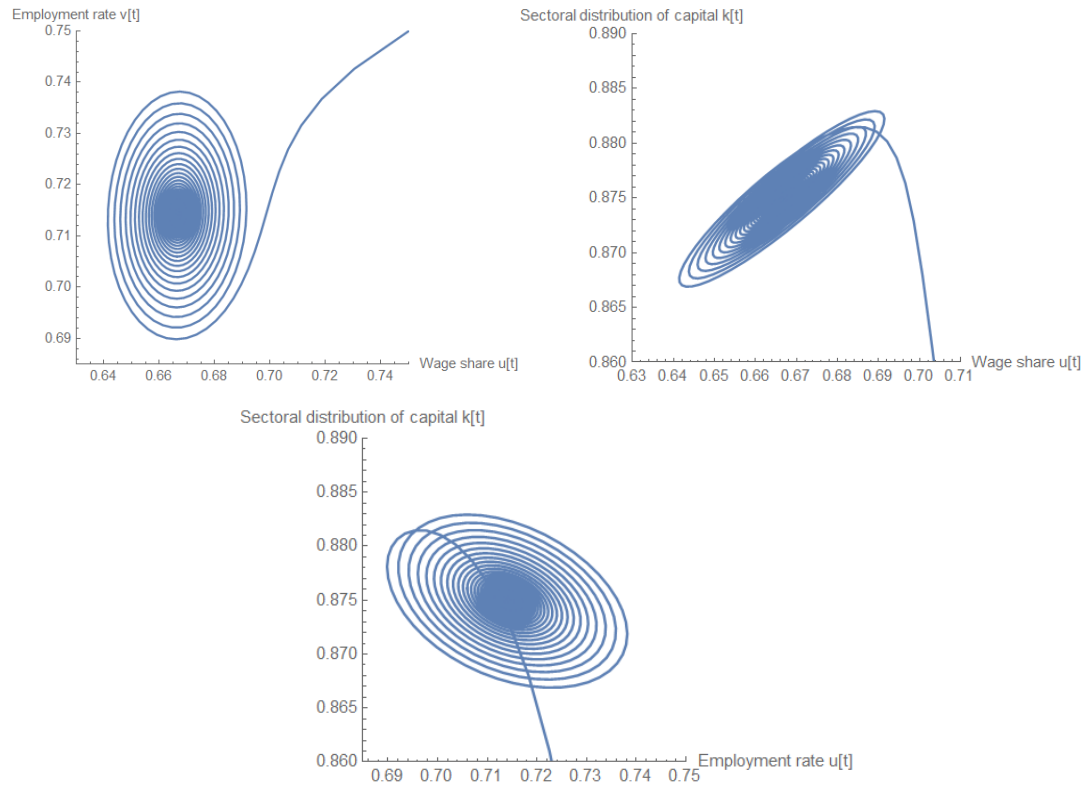 Employment rate v[t]
0.75
0.74
0.73
0.72
0.71
0.70
0.69
0.64 0.66 0.68 0.70 0.72 0.74
Wage share u[t]
Sectoral distribution of capital k[t]
0.890
0.885
0.880
0.875
0.870
0.865
0.860
0.63 0.64 0.65 0.66 0.67 0.68 0.69 0.70 0.71
Wage share u[t]
Sectoral distribution of capital k[t]
0.890
0.885
0.880
0.875
0.870
0.865
0.860
0.69 0.70 0.71 0.72 0.73 0.74 0.75
Employment rate u[t]